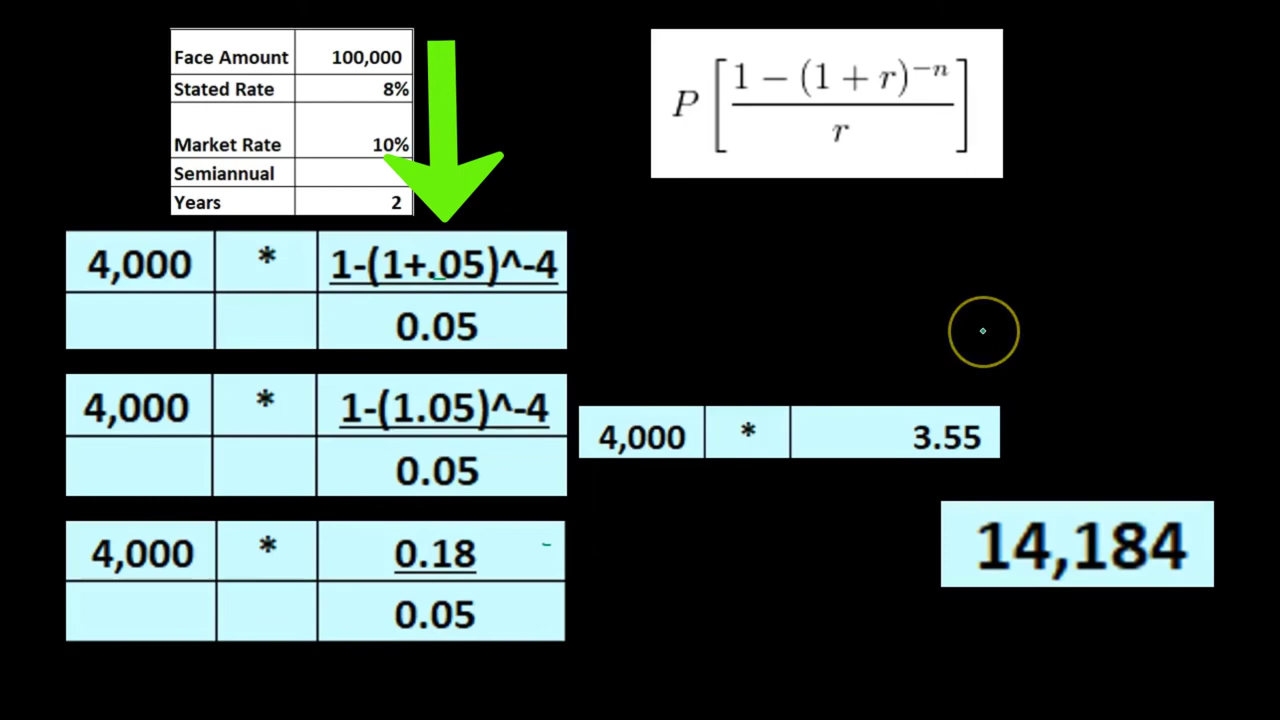 Face Amount 100,000
Stated Rate 8%
Market Rate 10%
Semiannual
Years 2
P [ 1 − (1 + r)^−n / r ]
4,000 * 1-(1+.05)^-4
0.05
4,000 * 1-(1.05)^-4
0.05
4,000 * 3.55
4,000 * 0.18
0.05
14,184